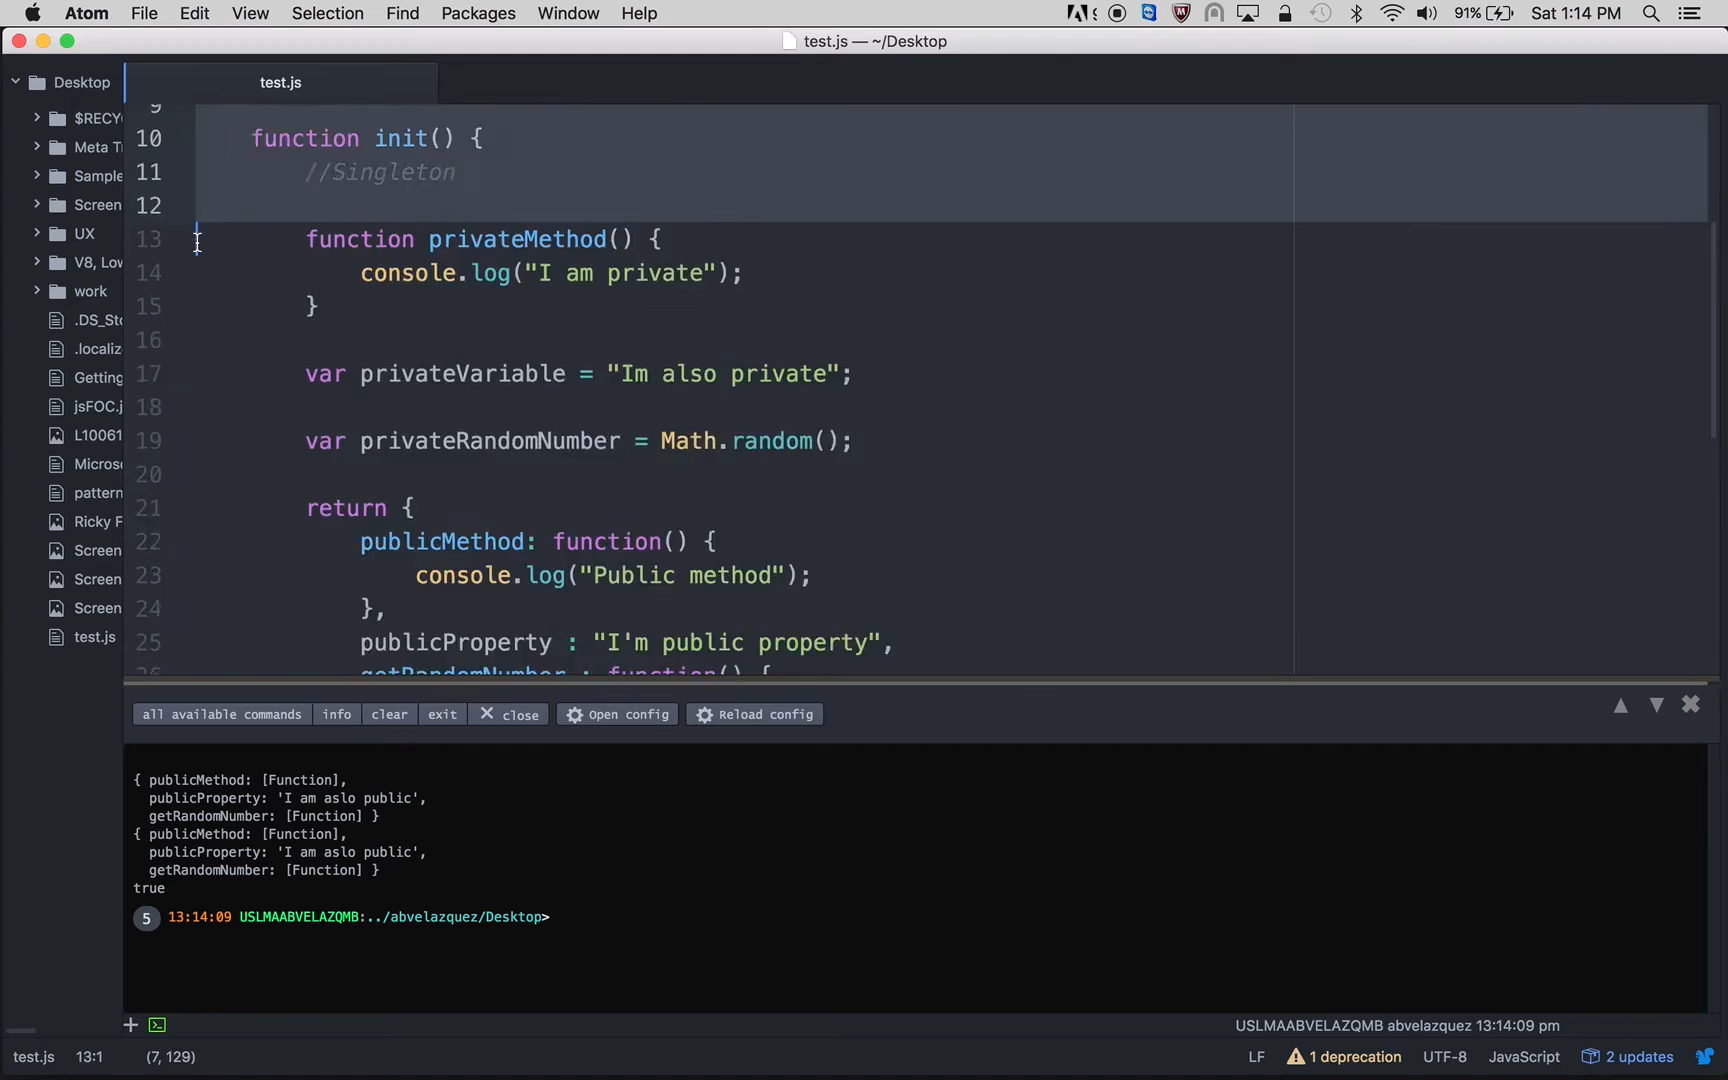 Atom File Edit View Selection Find Packages Window Help 91% Sat 1:14 PM
test.js — ~/Desktop
Desktop
test.js
$RECY
Meta T
Sample
Screen
UX
V8, Low
work
.DS_Sto
.localiz
Getting
jsFOC.j
L10061
Microso
pattern
Ricky F
Screen
Screen
Screen
test.js
9
10 function init() {
11 //Singleton
12
13 function privateMethod() {
14 console.log("I am private");
15 }
16
17 var privateVariable = "Im also private";
18
19 var privateRandomNumber = Math.random();
20
21 return {
22 publicMethod: function() {
23 console.log("Public method");
24 },
25 publicProperty : "I'm public property",
26 getRandomNumber : function() {
all available commands info clear exit close Open config Reload config
{ publicMethod: [Function],
publicProperty: 'I am aslo public',
getRandomNumber: [Function] }
{ publicMethod: [Function],
publicProperty: 'I am aslo public',
getRandomNumber: [Function] }
true
5 13:14:09 USLMAABVELAZQMB:../abvelazquez/Desktop>
USLMAABVELAZQMB abvelazquez 13:14:09 pm
test.js 13:1 (7, 129) LF 1 deprecation UTF-8 JavaScript 2 updates